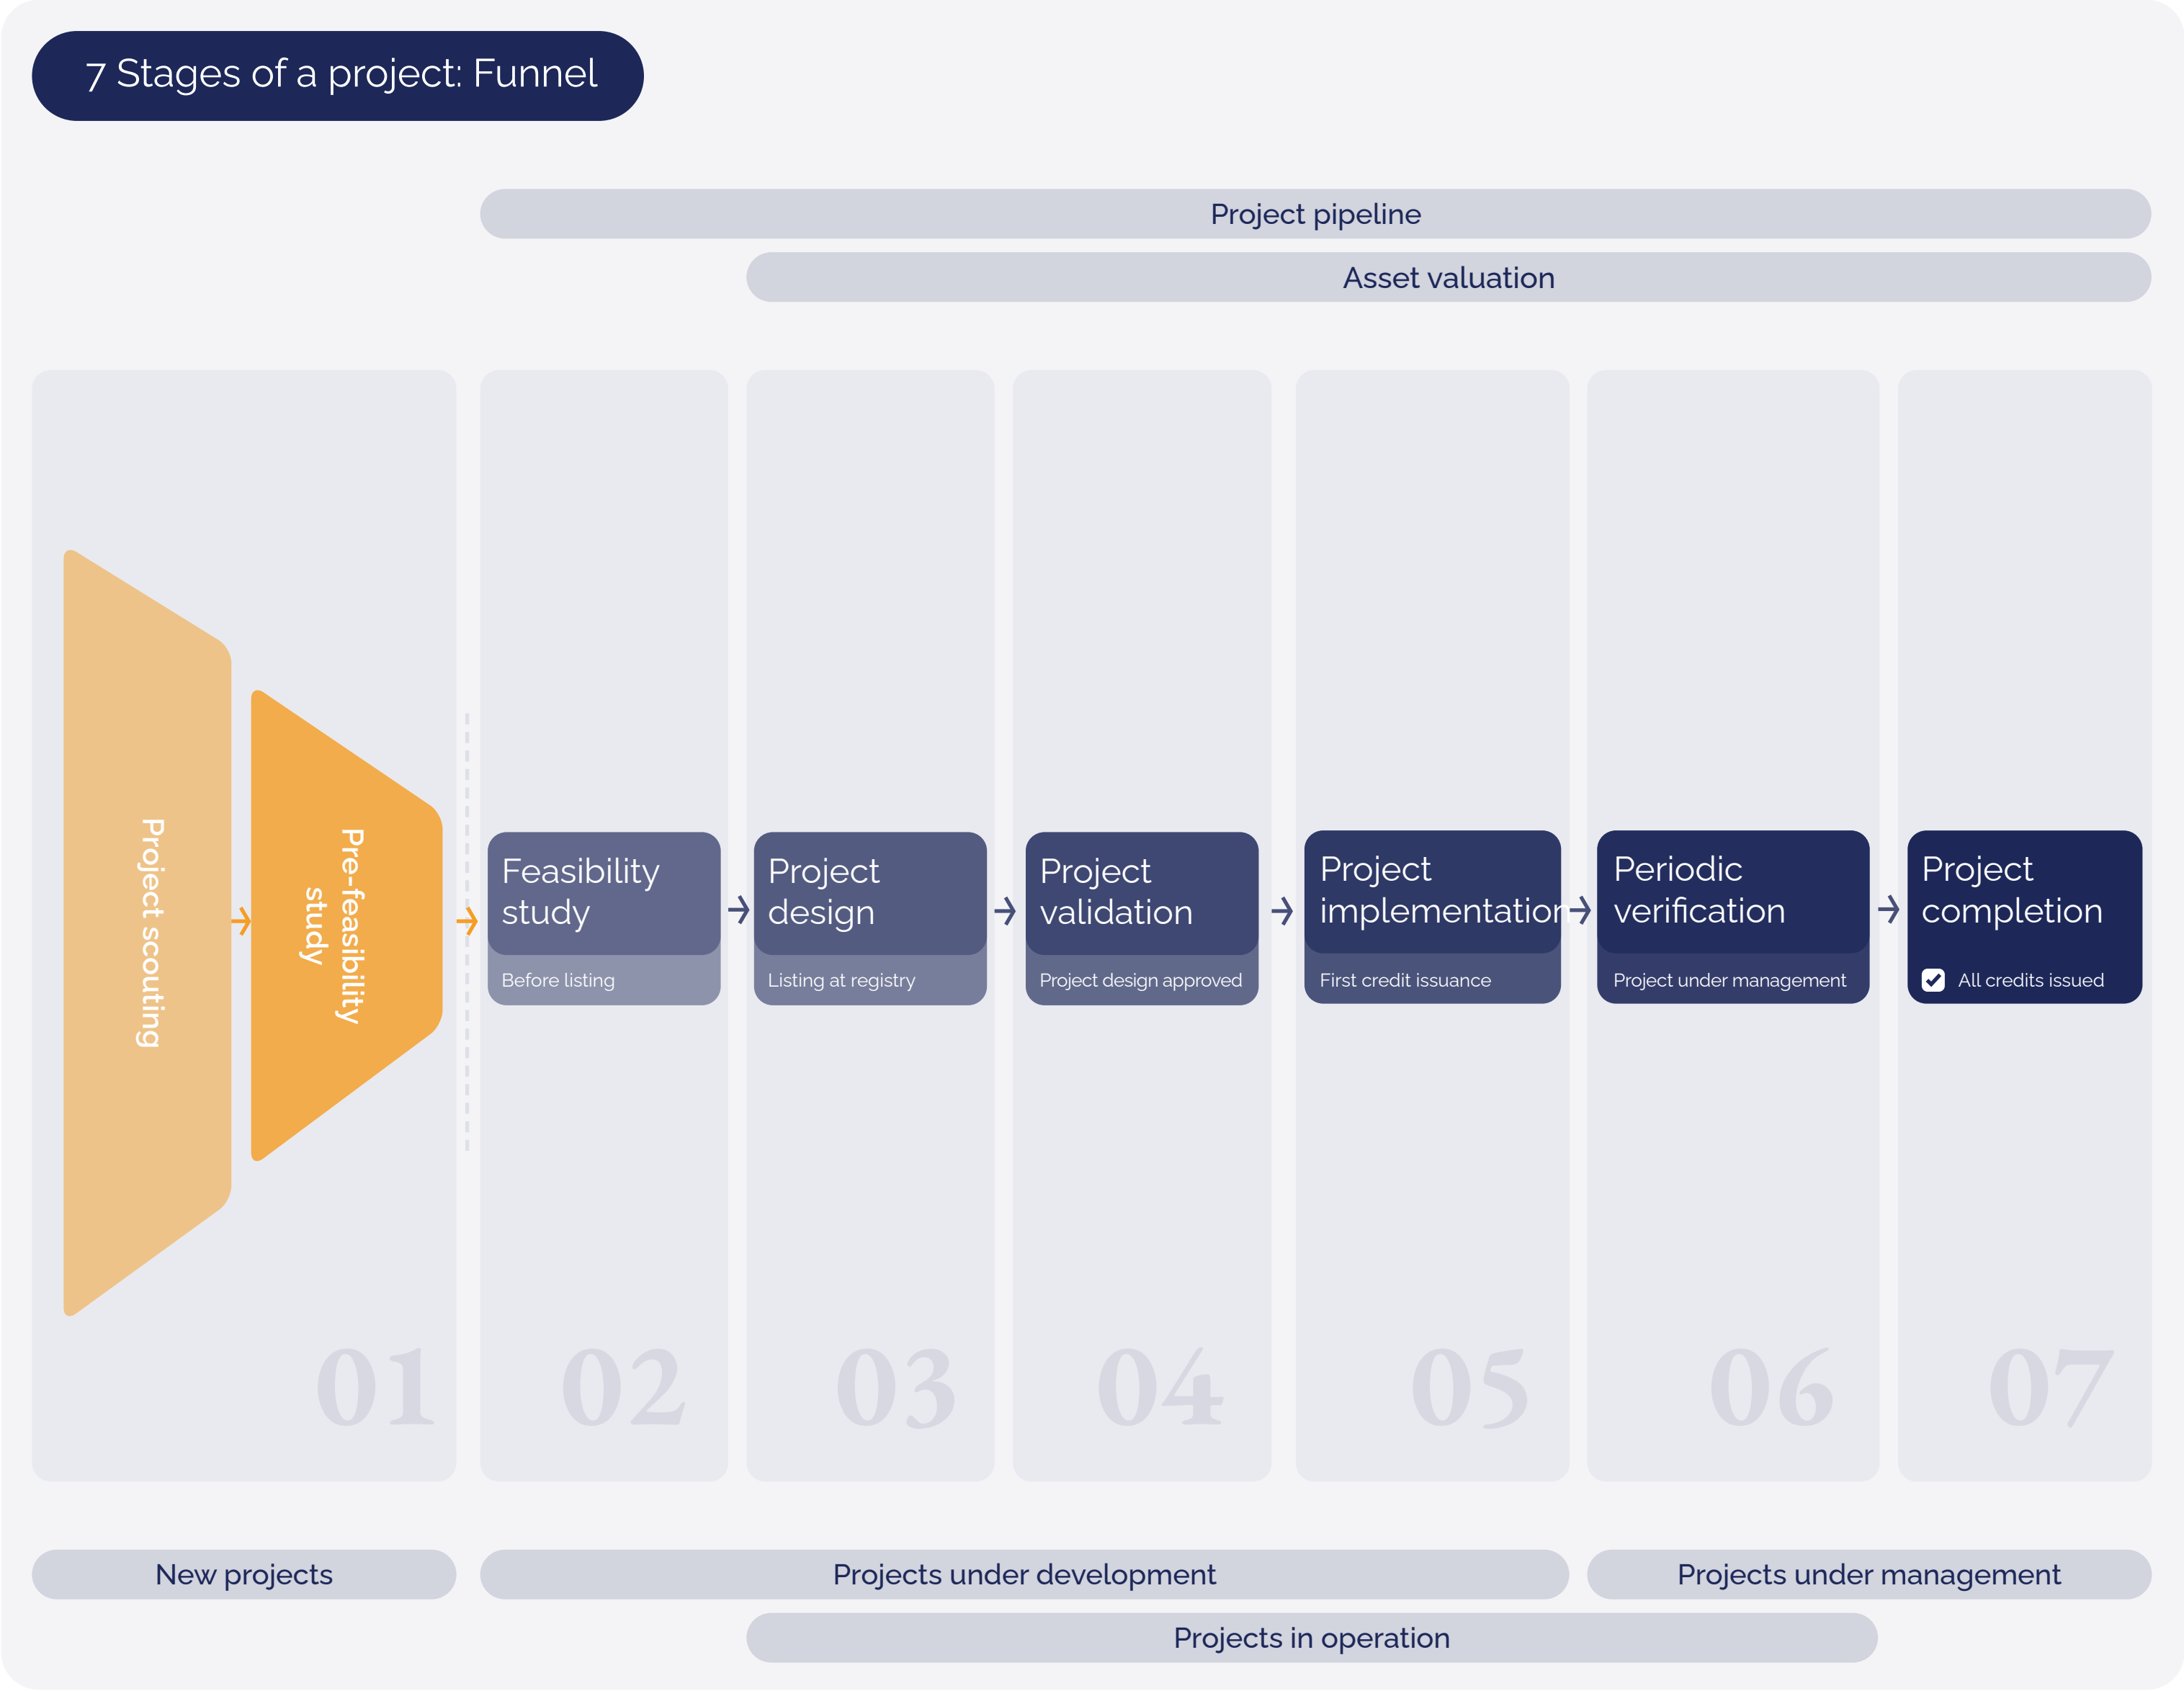 7 Stages of a project: Funnel
Project pipeline
Asset valuation
Project scouting
Pre-feasibility
study
Feasibility
study
Before listing
Project
design
Listing at registry
Project
validation
Project design approved
Project
implementation
First credit issuance
Periodic
verification
Project under management
Project
completion
All credits issued
01
02
03
04
05
06
07
New projects
Projects under development
Projects under management
Projects in operation